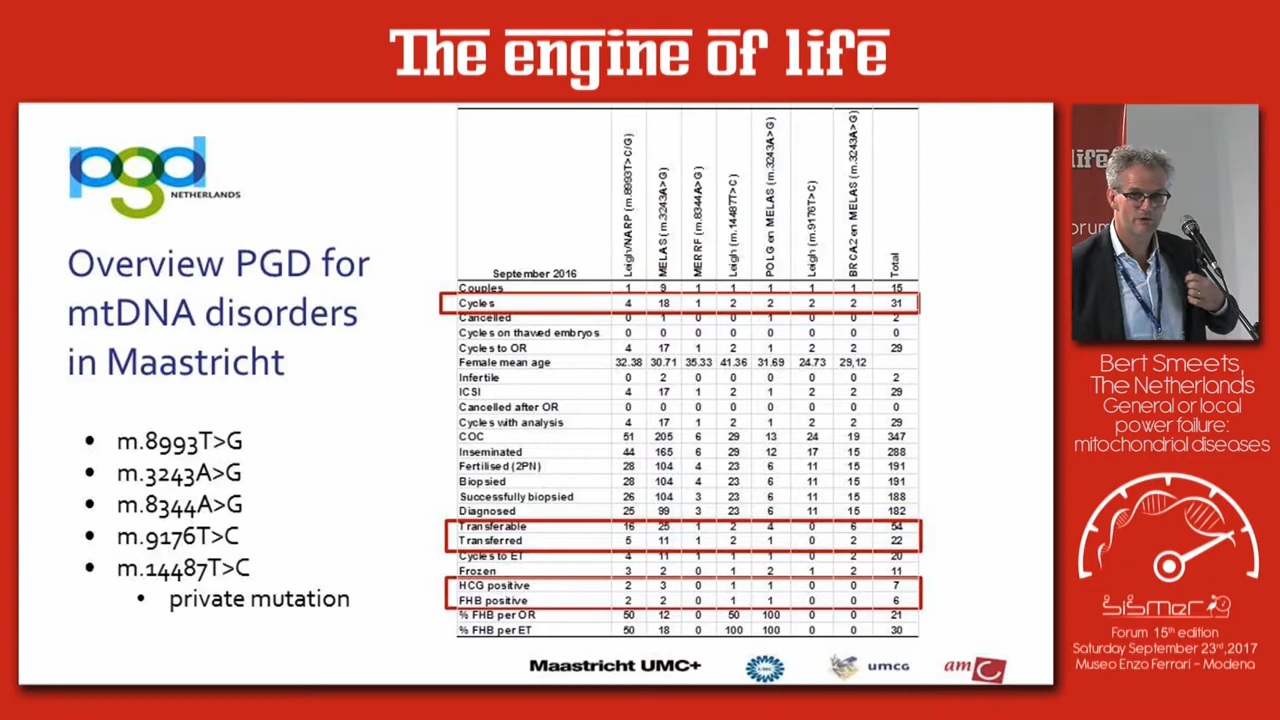 The engine of life
pgd
NETHERLANDS
Overview PGD for
mtDNA disorders
in Maastricht
• m.8993T>G
• m.3243A>G
• m.8344A>G
• m.9176T>C
• m.14487T>C
• private mutation
September 2016 Leigh/NARP (m.8993T>C/G) MELAS (m.3243A>G) MERRF (m.8344A>G) Leigh (m.14487T>C) POLG en MELAS (m.3243A>G) Leigh (m.9176T>C) BRCA2 en MELAS (m.3243A>G) Total
Couples 1 9 1 1 1 1 1 15
Cycles 4 18 1 2 2 2 2 31
Cancelled 0 1 0 0 1 0 0 2
Cycles on thawed embryos 0 0 0 0 0 0 0 0
Cycles to OR 4 17 1 2 1 2 2 29
Female mean age 32.38 30.71 35.33 41.36 31.69 24.73 29,12
Infertile 0 2 0 0 0 0 0 2
ICSI 4 17 1 2 1 2 2 29
Cancelled after OR 0 0 0 0 0 0 0 0
Cycles with analysis 4 17 1 2 1 2 2 29
COC 51 205 6 29 13 24 19 347
Inseminated 44 165 6 29 12 17 15 288
Fertilised (2PN) 28 104 4 23 6 11 15 191
Biopsied 28 104 4 23 6 11 15 191
Successfully biopsied 26 104 3 23 6 11 15 188
Diagnosed 25 99 3 23 6 11 15 182
Transferable 16 25 1 2 4 0 6 54
Transferred 5 11 1 2 1 0 2 22
Cycles to ET 4 11 1 1 1 0 2 20
Frozen 3 2 0 1 2 1 2 11
HCG positive 2 3 0 1 1 0 0 7
FHB positive 2 2 0 1 1 0 0 6
% FHB per OR 50 12 0 50 100 0 0 21
% FHB per ET 50 18 0 100 100 0 0 30
Maastricht UMC+
umcg
amc
life
orum
Bert Smeets,
The Netherlands
General or local
power failure:
mitochondrial diseases
sismer
Forum 15th edition
Saturday September 23rd,2017
Museo Enzo Ferrari - Modena